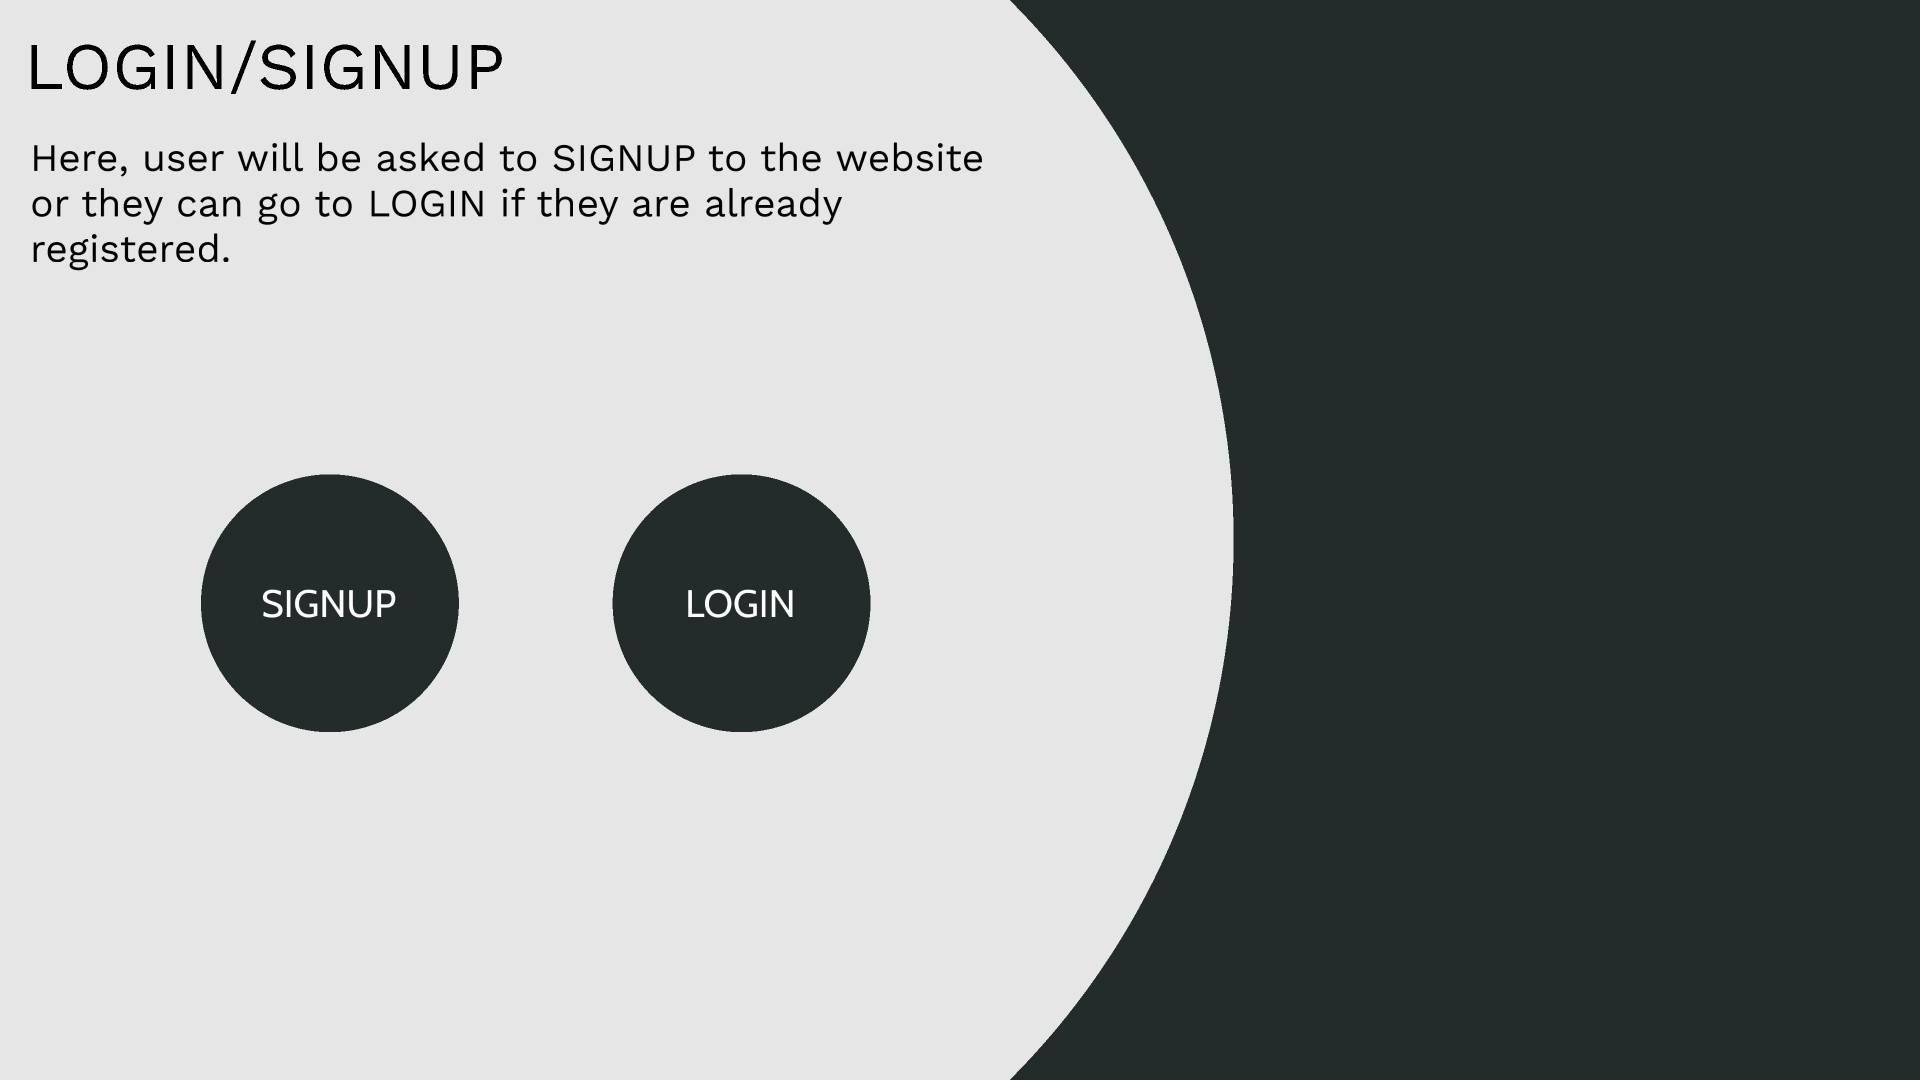 LOGIN/SIGNUP
Here, user will be asked to SIGNUP to the website
or they can go to LOGIN if they are already
registered.
SIGNUP
LOGIN